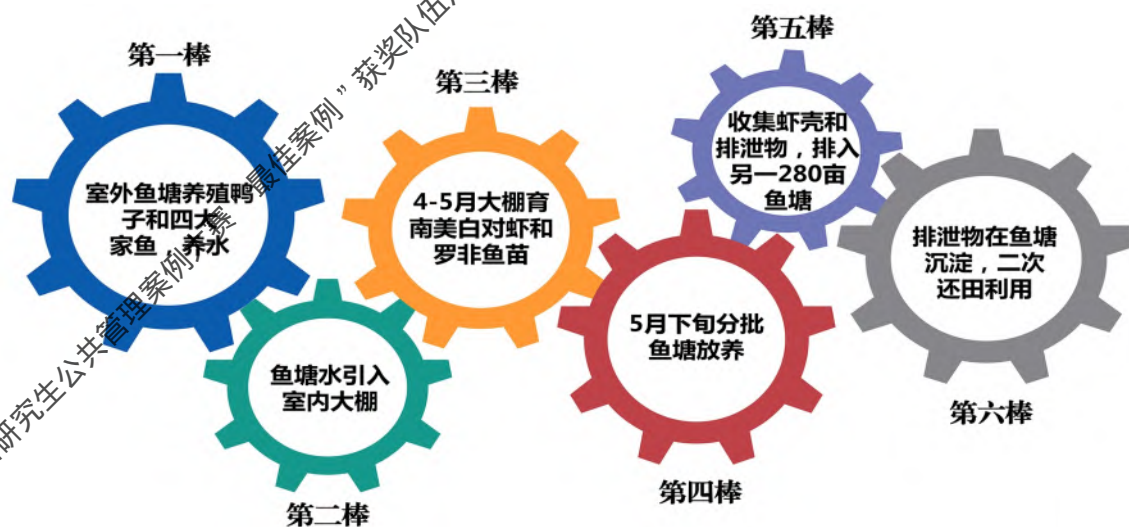 第一棒
室外鱼塘养殖鸭
子和四大
家鱼，养水
第二棒
鱼塘水引入
室内大棚
第三棒
4-5月大棚育
南美白对虾和
罗非鱼苗
第四棒
5月下旬分批
鱼塘放养
第五棒
收集虾壳和
排泄物，排入
另一280亩
鱼塘
第六棒
排泄物在鱼塘
沉淀，二次
还田利用
研究生公共管理案例大赛“最佳案例”获奖队伍